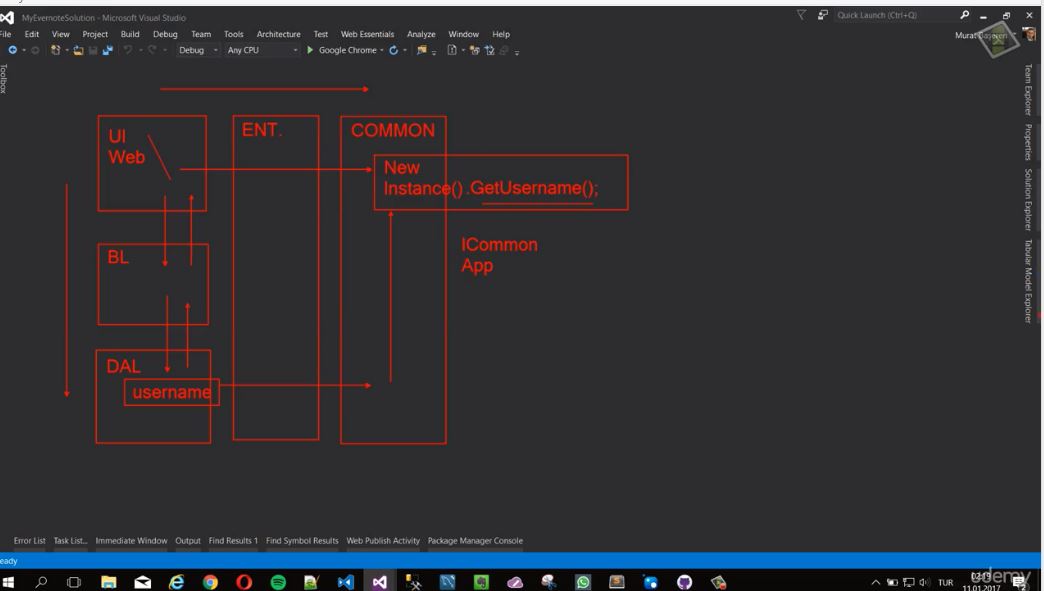 MyEvernoteSolution - Microsoft Visual Studio
Quick Launch (Ctrl+Q)
File Edit View Project Build Debug Team Tools Architecture Test Web Essentials Analyze Window Help
Murat Başeren
Debug Any CPU Google Chrome
Toolbox
Team Explorer
Properties
Solution Explorer
Tabular Model Explorer
UI
Web
ENT.
COMMON
New
Instance().GetUsername();
BL
ICommon
App
DAL
username
Error List Task List... Immediate Window Output Find Results 1 Find Symbol Results Web Publish Activity Package Manager Console
eady
TUR
02:19
11.01.2017
2
udemy